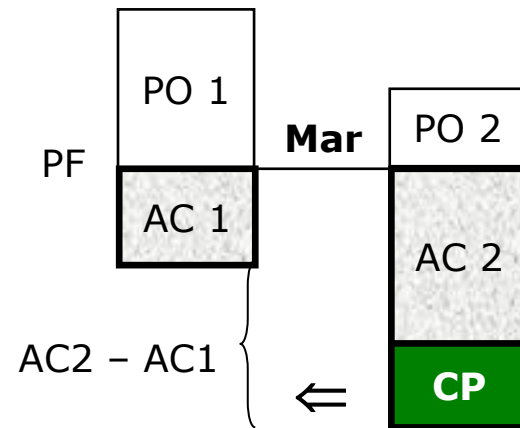 PO 1
Mar
PO 2
PF
AC 1
AC 2
AC2 – AC1
⇐
CP